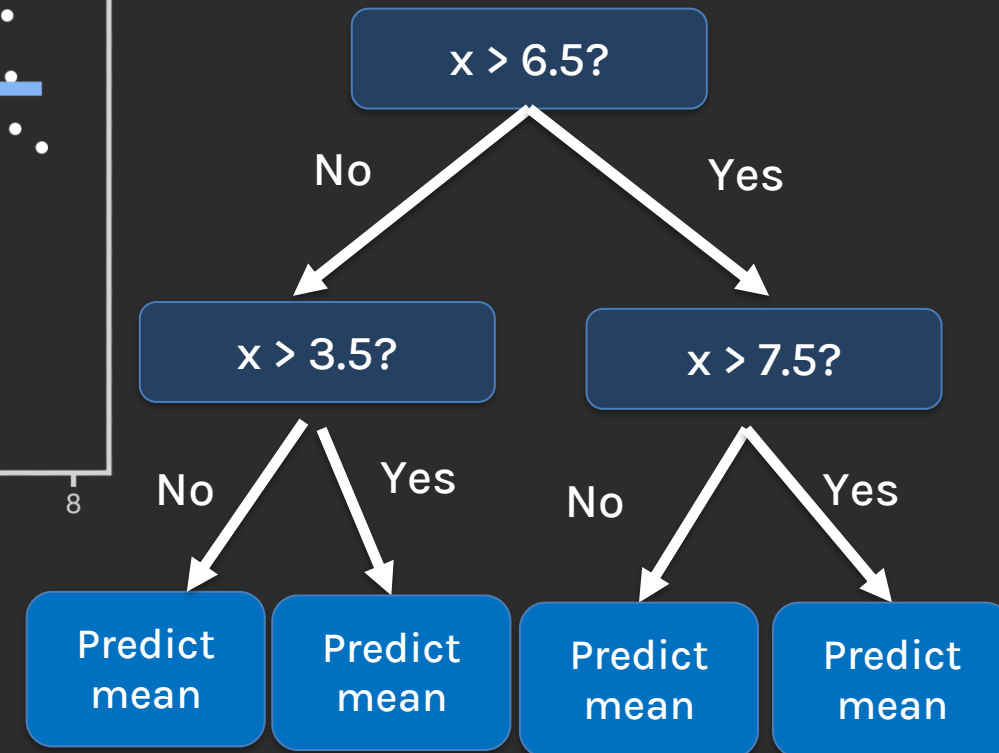 x > 6.5?
No
Yes
x > 3.5?
x > 7.5?
No
Yes
No
Yes
8
Predict
mean
Predict
mean
Predict
mean
Predict
mean